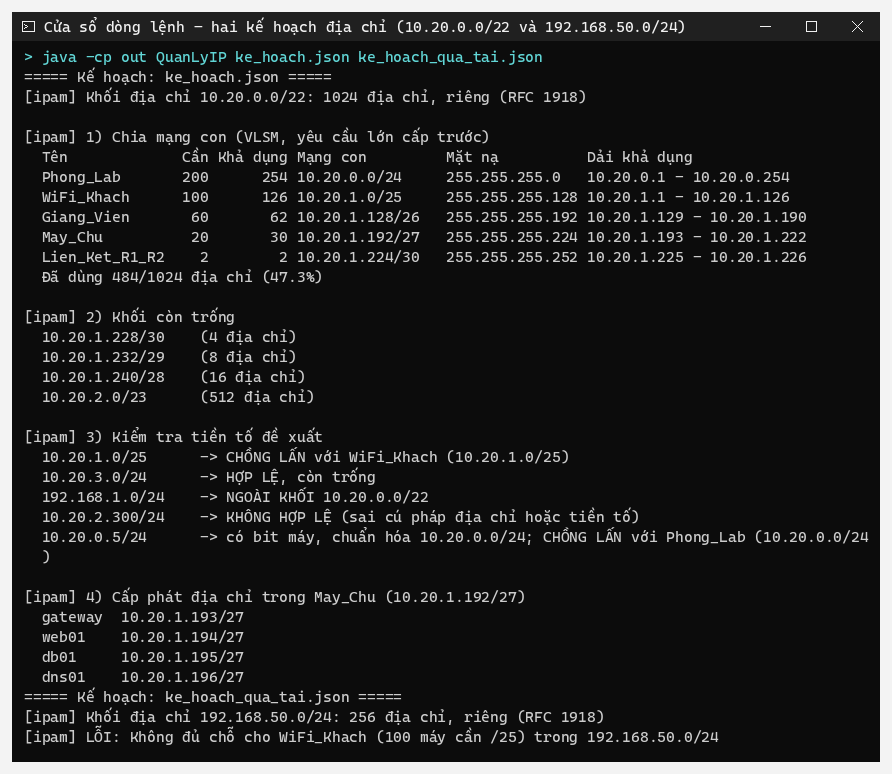 Cửa sổ dòng lệnh — hai kế hoạch địa chỉ (10.20.0.0/22 và 192.168.50.0/24)
> java -cp out QuanLyIP ke_hoach.json ke_hoach_qua_tai.json
===== Kế hoạch: ke_hoach.json =====
[ipam] Khối địa chỉ 10.20.0.0/22: 1024 địa chỉ, riêng (RFC 1918)
[ipam] 1) Chia mạng con (VLSM, yêu cầu lớn cấp trước)
Tên Cần Khả dụng Mạng con Mặt nạ Dải khả dụng
Phong_Lab 200 254 10.20.0.0/24 255.255.255.0 10.20.0.1 - 10.20.0.254
WiFi_Khach 100 126 10.20.1.0/25 255.255.255.128 10.20.1.1 - 10.20.1.126
Giang_Vien 60 62 10.20.1.128/26 255.255.255.192 10.20.1.129 - 10.20.1.190
May_Chu 20 30 10.20.1.192/27 255.255.255.224 10.20.1.193 - 10.20.1.222
Lien_Ket_R1_R2 2 2 10.20.1.224/30 255.255.255.252 10.20.1.225 - 10.20.1.226
Đã dùng 484/1024 địa chỉ (47.3%)
[ipam] 2) Khối còn trống
10.20.1.228/30 (4 địa chỉ)
10.20.1.232/29 (8 địa chỉ)
10.20.1.240/28 (16 địa chỉ)
10.20.2.0/23 (512 địa chỉ)
[ipam] 3) Kiểm tra tiền tố đề xuất
10.20.1.0/25 -> CHỒNG LẤN với WiFi_Khach (10.20.1.0/25)
10.20.3.0/24 -> HỢP LỆ, còn trống
192.168.1.0/24 -> NGOÀI KHỐI 10.20.0.0/22
10.20.2.300/24 -> KHÔNG HỢP LỆ (sai cú pháp địa chỉ hoặc tiền tố)
10.20.0.5/24 -> có bit máy, chuẩn hóa 10.20.0.0/24; CHỒNG LẤN với Phong_Lab (10.20.0.0/24
)
[ipam] 4) Cấp phát địa chỉ trong May_Chu (10.20.1.192/27)
gateway 10.20.1.193/27
web01 10.20.1.194/27
db01 10.20.1.195/27
dns01 10.20.1.196/27
===== Kế hoạch: ke_hoach_qua_tai.json =====
[ipam] Khối địa chỉ 192.168.50.0/24: 256 địa chỉ, riêng (RFC 1918)
[ipam] LỖI: Không đủ chỗ cho WiFi_Khach (100 máy cần /25) trong 192.168.50.0/24